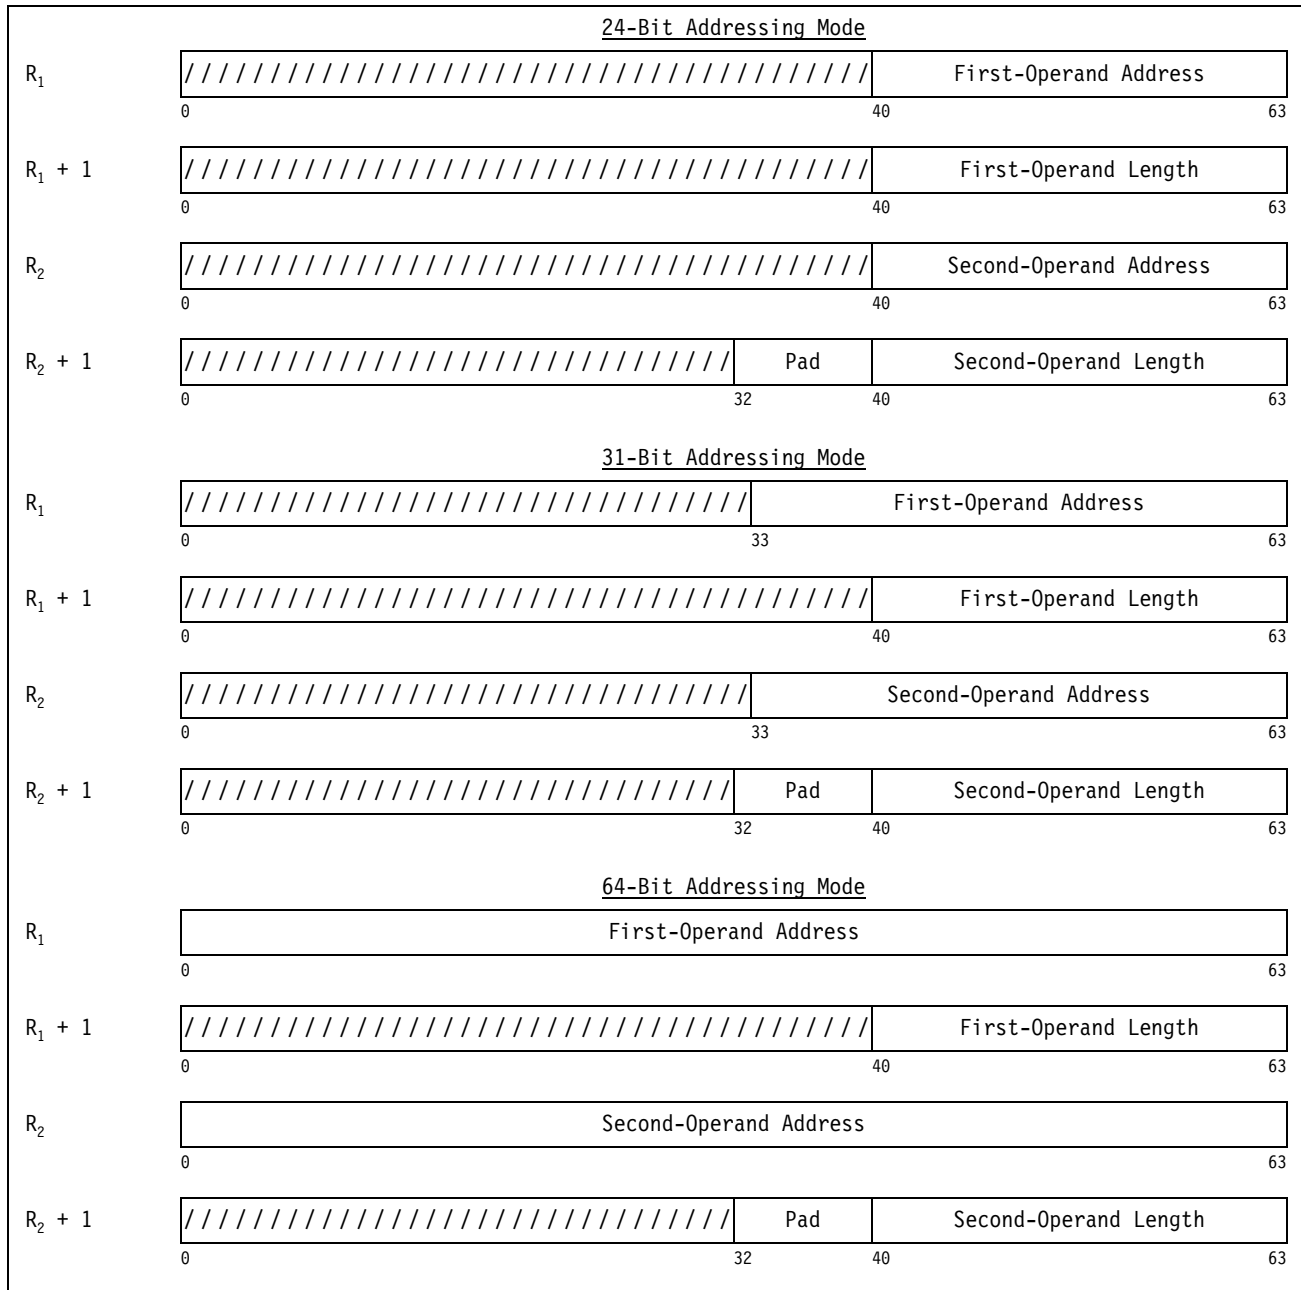 24-Bit Addressing Mode
R₁ //////////////////////////////////////// First-Operand Address
0 40 63
R₁ + 1 //////////////////////////////////////// First-Operand Length
0 40 63
R₂ //////////////////////////////////////// Second-Operand Address
0 40 63
R₂ + 1 //////////////////////////////// Pad Second-Operand Length
0 32 40 63
31-Bit Addressing Mode
R₁ ///////////////////////////////// First-Operand Address
0 33 63
R₁ + 1 //////////////////////////////////////// First-Operand Length
0 40 63
R₂ ///////////////////////////////// Second-Operand Address
0 33 63
R₂ + 1 //////////////////////////////// Pad Second-Operand Length
0 32 40 63
64-Bit Addressing Mode
R₁ First-Operand Address
0 63
R₁ + 1 //////////////////////////////////////// First-Operand Length
0 40 63
R₂ Second-Operand Address
0 63
R₂ + 1 //////////////////////////////// Pad Second-Operand Length
0 32 40 63